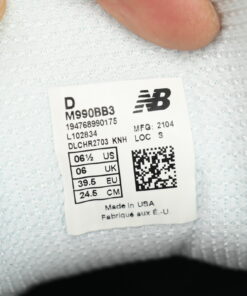 D
M990BB3
194768990175
L102834
DLCHR2703 KNH
NB
MFG: 2104
LOC S
06½ US
06 UK
39.5 EU
24.5 CM
Made in USA
Fabriqué aux É.-U